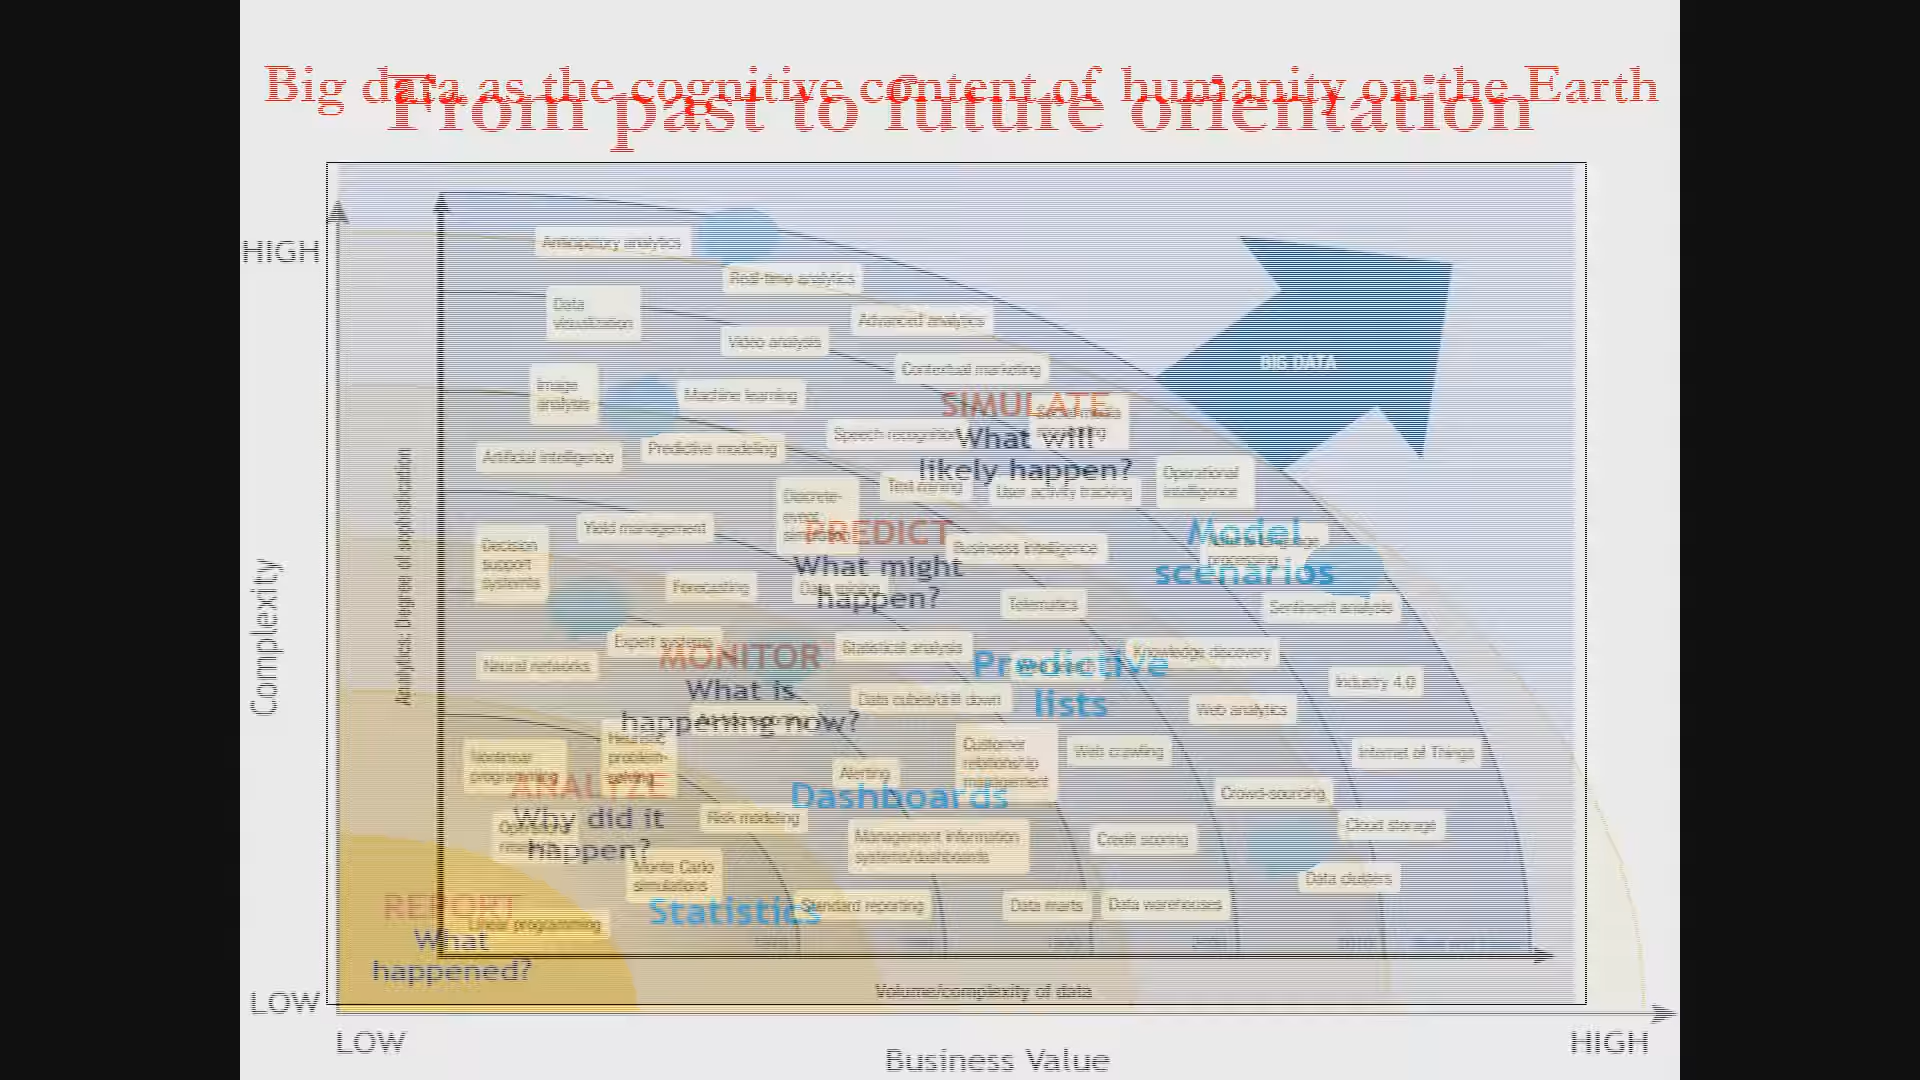 Big data as the cognitive content of humanity on the Earth
From past to future orientation
HIGH
Anticipatory analytics
Real-time analytics
Data
visualization
Advanced analytics
Video analysis
BIG DATA
Contextual marketing
Image
analysis
Machine learning
SIMULATE
Social media
Speech recognition
What will
likely happen?
Artificial intelligence
Predictive modeling
Text mining
User activity tracking
Operational
intelligence
Discrete-
event
Yield management
PREDICT
What might
happen?
Businesss intelligence
Model
scenarios
processing
Decision
support
systemts
Forecasting
Data mining
Telematics
Sentiment analysis
Analytics: Degree oil sophistication
Complexity
Expert systems
MONITOR
What is
happening now?
Statistical analysis
Predictive
lists
Knowledge discovery
Neural networks
Industry 4.0
Data cubes/drill down
Web analytics
Nonlinear
programming
Heuristic
problem-
solving
Customer
relationship
management
Web crawling
Internet of Things
Alerting
ANALYZE
Why did it
happen?
Dashboards
Crowd-sourcing
Risk modeling
Cloud storage
Operations
Management information
systems/dashboards
Credit scoring
Monte Carlo
simulations
Data clusters
REPORT
What
happened?
Linear programming
Statistics
Standard reporting
Data marts
Data warehouses
Volume/complexity of data
LOW
LOW
Business Value
HIGH